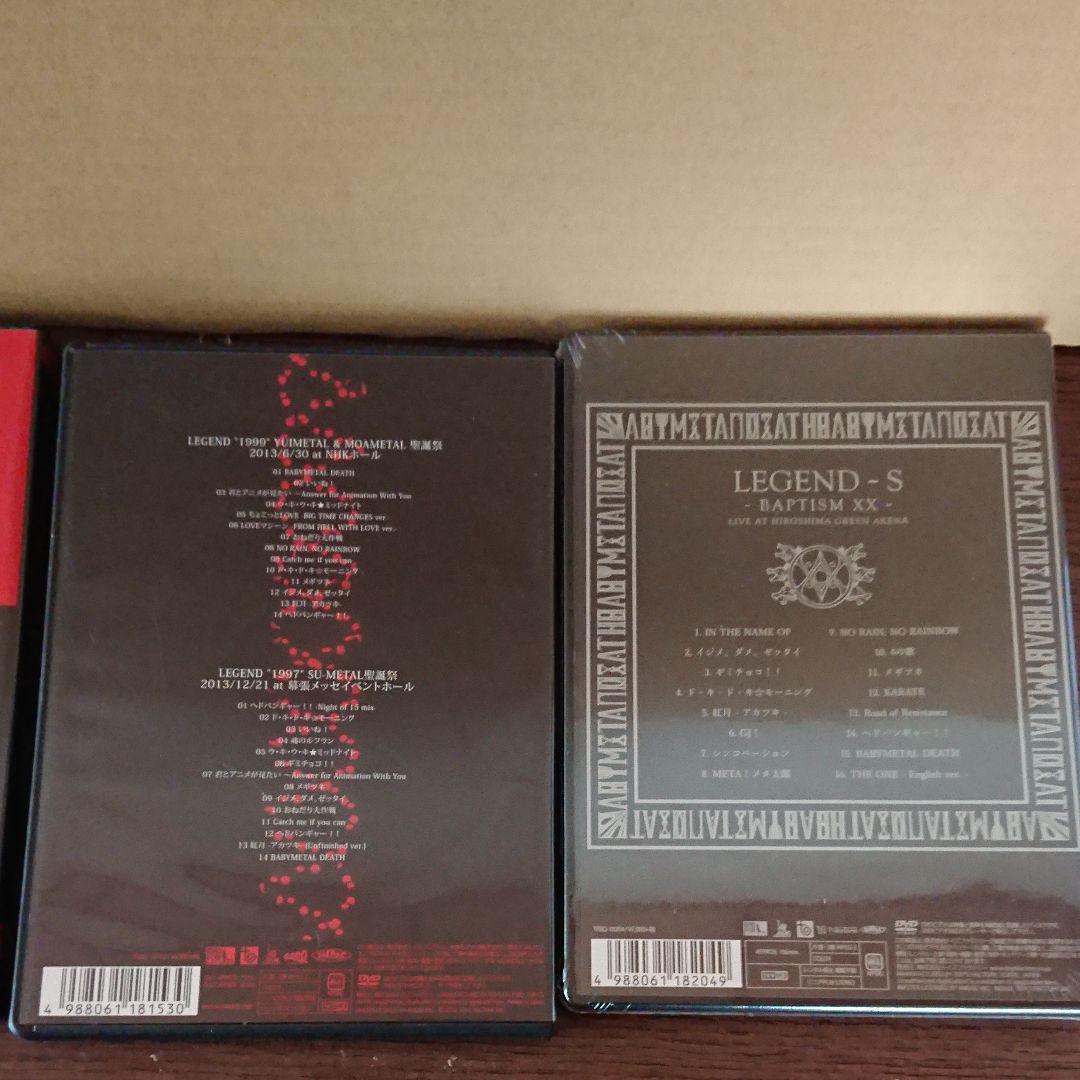 LEGEND "1999" YUIMETAL & MOAMETAL 聖誕祭
2013/6/30 at NHKホール
01 BABYMETAL DEATH
02 いいね！
03 君とアニメが見たい ～Answer for Animation With You
04 ウ・キ・ウ・キ★ミッドナイト
05 ちょこっとLOVE -BIG TIME CHANGES ver.-
06 LOVEマシーン -FROM HELL WITH LOVE ver.-
07 おねだり大作戦
08 NO RAIN, NO RAINBOW
09 Catch me if you can
10 ド・キ・ド・キ☆モーニング
11 メギツネ
12 イジメ、ダメ、ゼッタイ
13 紅月 -アカツキ-
14 ヘドバンギャー！！
LEGEND "1997" SU-METAL聖誕祭
2013/12/21 at 幕張メッセイベントホール
01 ヘドバンギャー！！ -Night of 15 mix-
02 ド・キ・ド・キ☆モーニング
03 いいね！
04 魂のルフラン
05 ウ・キ・ウ・キ★ミッドナイト
06 ギミチョコ！！
07 君とアニメが見たい ～Answer for Animation With You
08 メギツネ
09 イジメ、ダメ、ゼッタイ
10 おねだり大作戦
11 Catch me if you can
12 ヘドバンギャー！！
13 紅月 -アカツキ- (Unfinished ver.)
14 BABYMETAL DEATH
DVD
4 988061 181530
LEGEND - S
- BAPTISM XX -
LIVE AT HIROSHIMA GREEN ARENA
1. IN THE NAME OF
2. イジメ、ダメ、ゼッタイ
3. ギミチョコ！！
4. ド・キ・ド・キ☆モーニング
5. 紅月 -アカツキ-
6. GJ！
7. シンコペーション
8. META！メタ太郎
9. NO RAIN, NO RAINBOW
10. 6の歌
11. メギツネ
12. KARATE
13. Road of Resistance
14. ヘドバンギャー！！
15. BABYMETAL DEATH
16. THE ONE - English ver. -
DVD
4 988061 182049